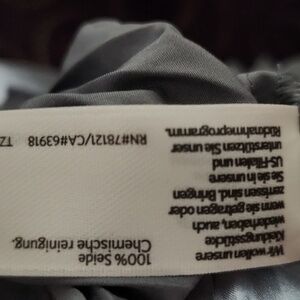 Wir wollen unsere
Kleidungsstücke
wiederhaben, auch
wenn sie getragen oder
zerrissen sind. Bringen
Sie sie in unsere
US-Filialen und
unterstützen Sie unser
Rücknahmeprogramm.
100% Seide
Chemische reinigung.
RN#78121/CA#63918